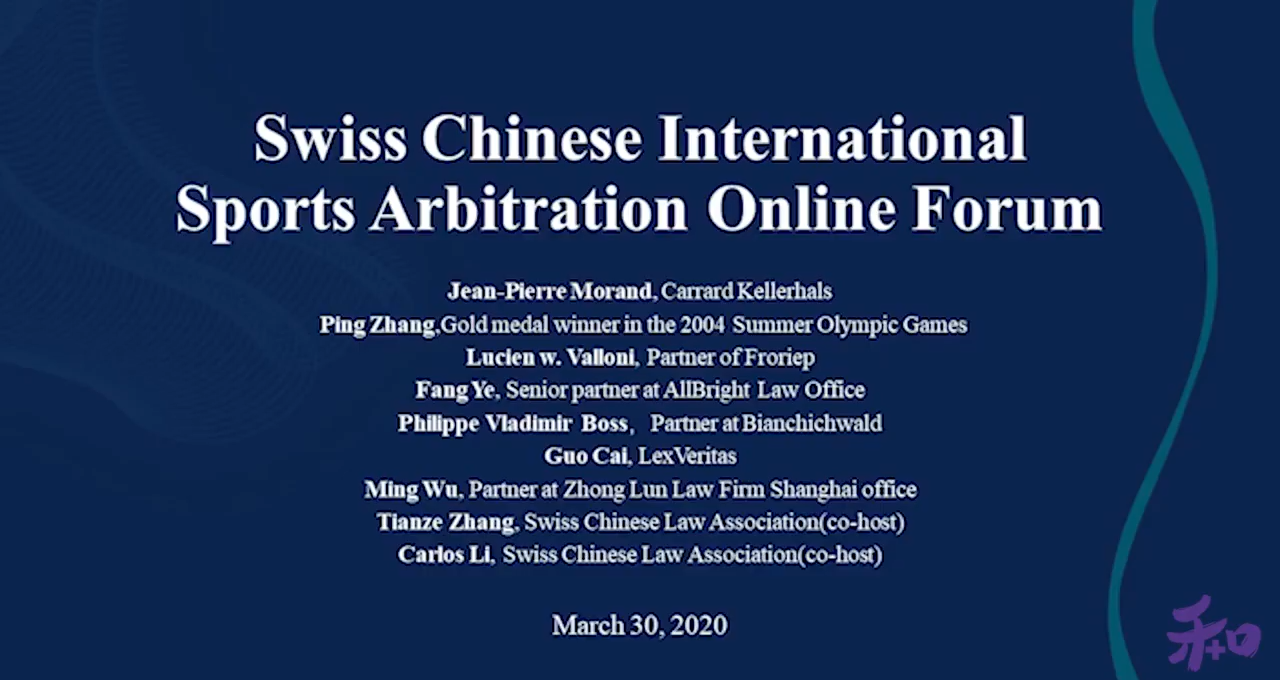 Swiss Chinese International
Sports Arbitration Online Forum
Jean-Pierre Morand, Carrard Kellerhals
Ping Zhang,Gold medal winner in the 2004 Summer Olympic Games
Lucien w. Valloni, Partner of Froriep
Fang Ye, Senior partner at AllBright Law Office
Philippe Vladimir Boss， Partner at Bianchichwald
Guo Cai, LexVeritas
Ming Wu, Partner at Zhong Lun Law Firm Shanghai office
Tianze Zhang, Swiss Chinese Law Association(co-host)
Carlos Li, Swiss Chinese Law Association(co-host)
March 30, 2020
和